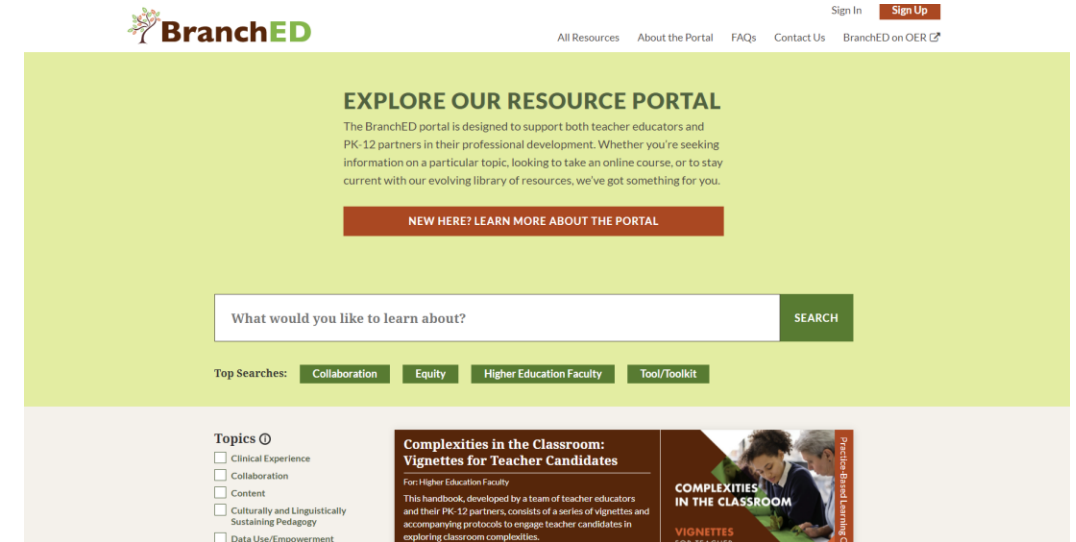 BranchED
Sign In
Sign Up
All Resources
About the Portal
FAQs
Contact Us
BranchED on OER
EXPLORE OUR RESOURCE PORTAL
The BranchED portal is designed to support both teacher educators and
PK-12 partners in their professional development. Whether you're seeking
information on a particular topic, looking to take an online course, or to stay
current with our evolving library of resources, we've got something for you.
NEW HERE? LEARN MORE ABOUT THE PORTAL
What would you like to learn about?
SEARCH
Top Searches:
Collaboration
Equity
Higher Education Faculty
Tool/Toolkit
Topics
Clinical Experience
Collaboration
Content
Culturally and Linguistically
Sustaining Pedagogy
Data Use/Empowerment
Complexities in the Classroom:
Vignettes for Teacher Candidates
For: Higher Education Faculty
This handbook, developed by a team of teacher educators
and their PK-12 partners, consists of a series of vignettes and
accompanying protocols to engage teacher candidates in
exploring classroom complexities.
COMPLEXITIES
IN THE CLASSROOM
VIGNETTES
Practice-Based Learning